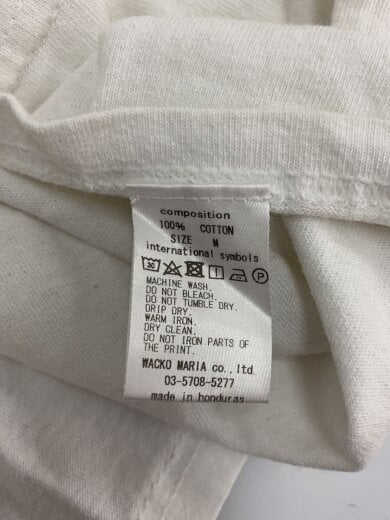 composition
100% COTTON
SIZE M
international symbols
30 P
MACHINE WASH.
DO NOT BLEACH.
DO NOT TUMBLE DRY.
DRIP DRY.
WARM IRON.
DRY CLEAN.
DO NOT IRON PARTS OF
THE PRINT.
WACKO MARIA co., ltd.
03-5708-5277
made in honduras